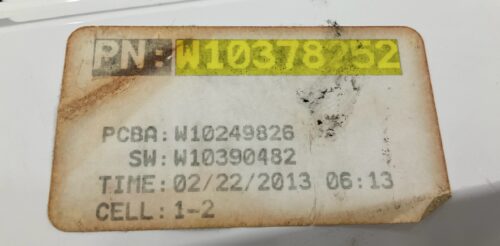 PN: W10378252
PCBA: W10249826
SW: W10390482
TIME: 02/22/2013 06:13
CELL: 1-2